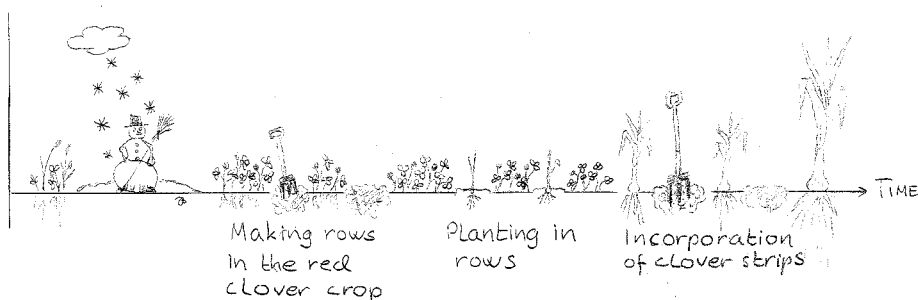 TIME
Making rows
in the red
clover crop
Planting in
rows
Incorporation
of clover strips